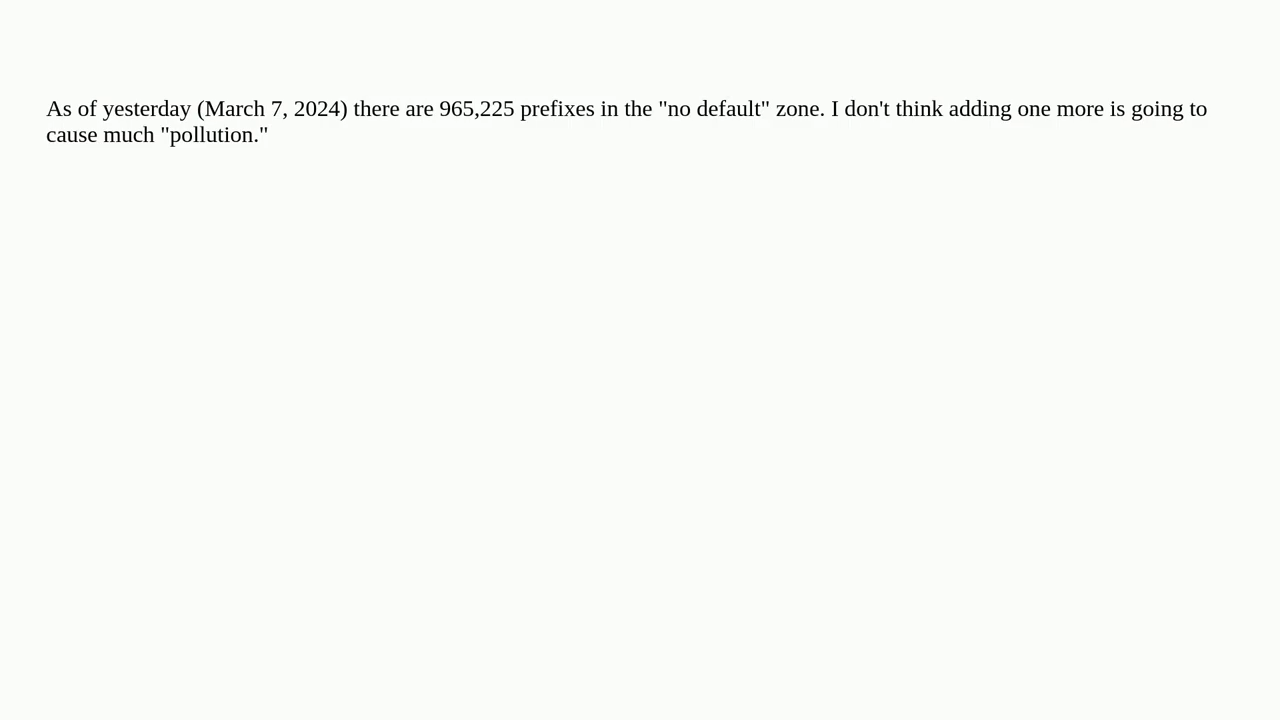 As of yesterday (March 7, 2024) there are 965,225 prefixes in the "no default" zone. I don't think adding one more is going to
cause much "pollution."